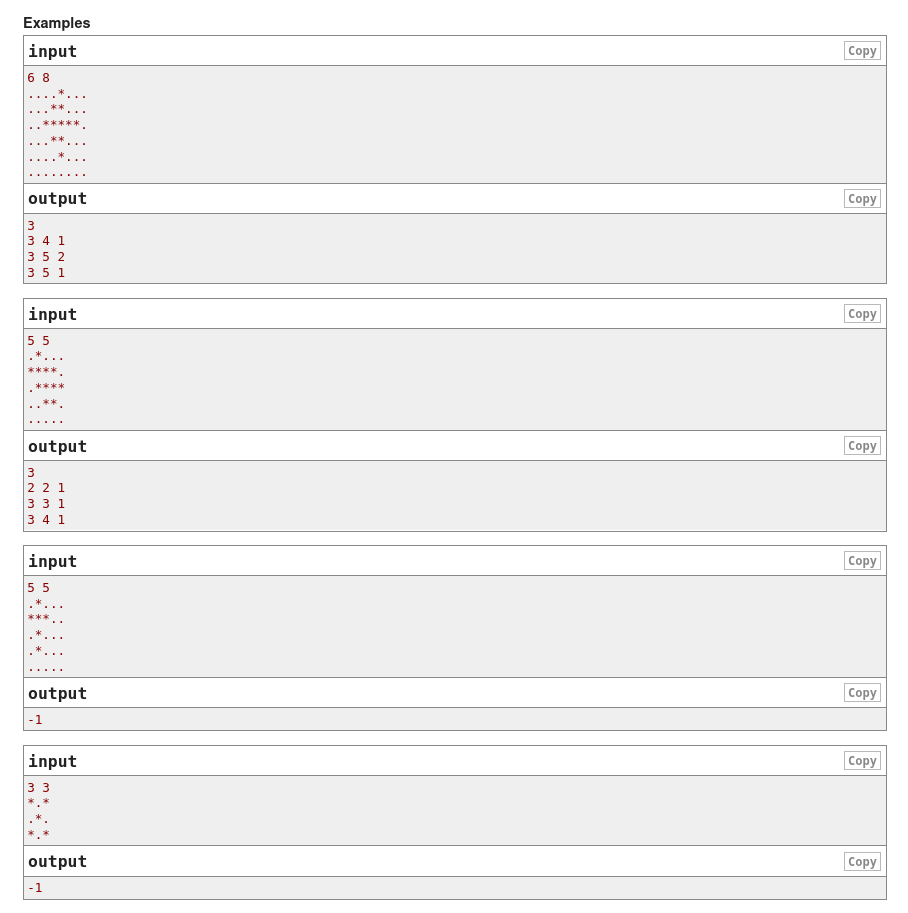 Examples
input
Copy
6 8
....*...
...**...
..*****.
...**...
....*...
........
output
Copy
3
3 4 1
3 5 2
3 5 1
input
Copy
5 5
.*...
****.
.****
..**.
.....
output
Copy
3
2 2 1
3 3 1
3 4 1
input
Copy
5 5
.*...
***..
.*...
.*...
.....
output
Copy
-1
input
Copy
3 3
*.*
.*.
*.*
output
Copy
-1